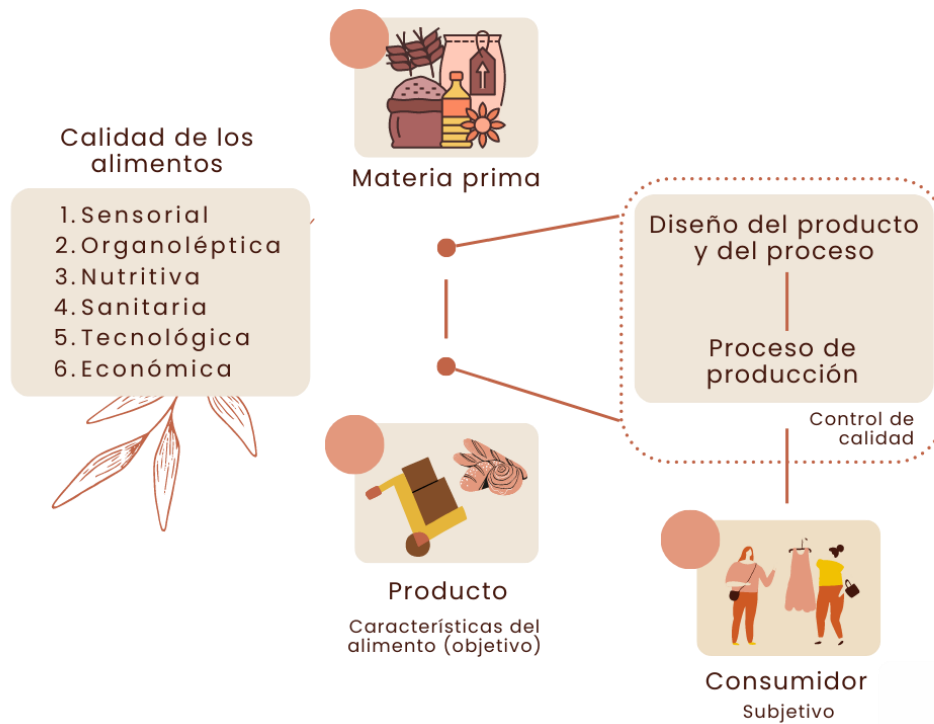 Calidad de los
alimentos
1. Sensorial
2. Organoléptica
3. Nutritiva
4. Sanitaria
5. Tecnológica
6. Económica
Materia prima
Diseño del producto
y del proceso
Proceso de
producción
Control de
calidad
Producto
Características del
alimento (objetivo)
Consumidor
Subjetivo